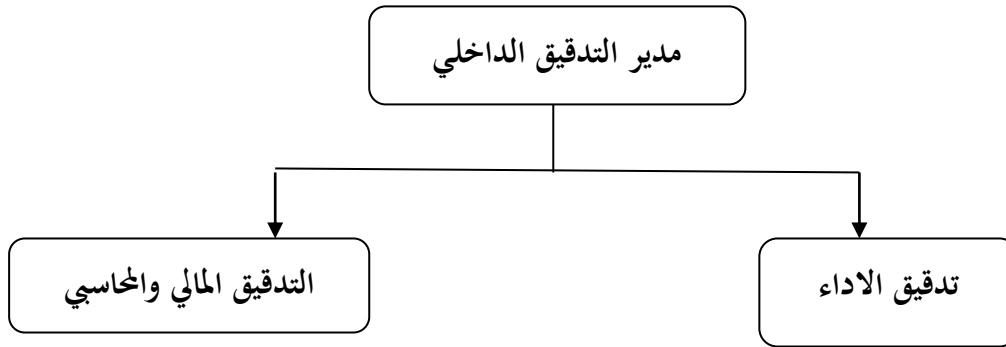 مدير التدقيق الداخلي
تدقيق الاداء
التدقيق المالي والمحاسبي